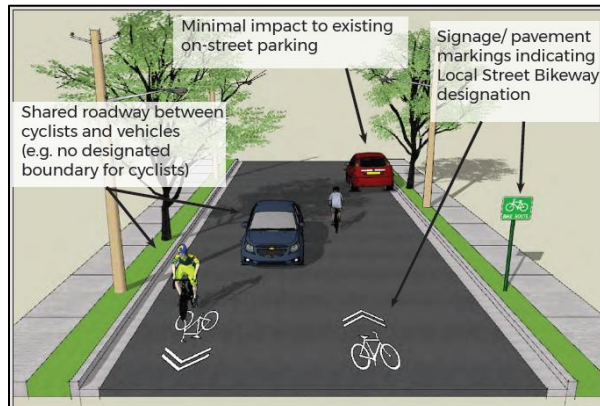 Minimal impact to existing
on-street parking
Signage/ pavement
markings indicating
Local Street Bikeway
designation
Shared roadway between
cyclists and vehicles
(e.g. no designated
boundary for cyclists)
BIKE ROUTE